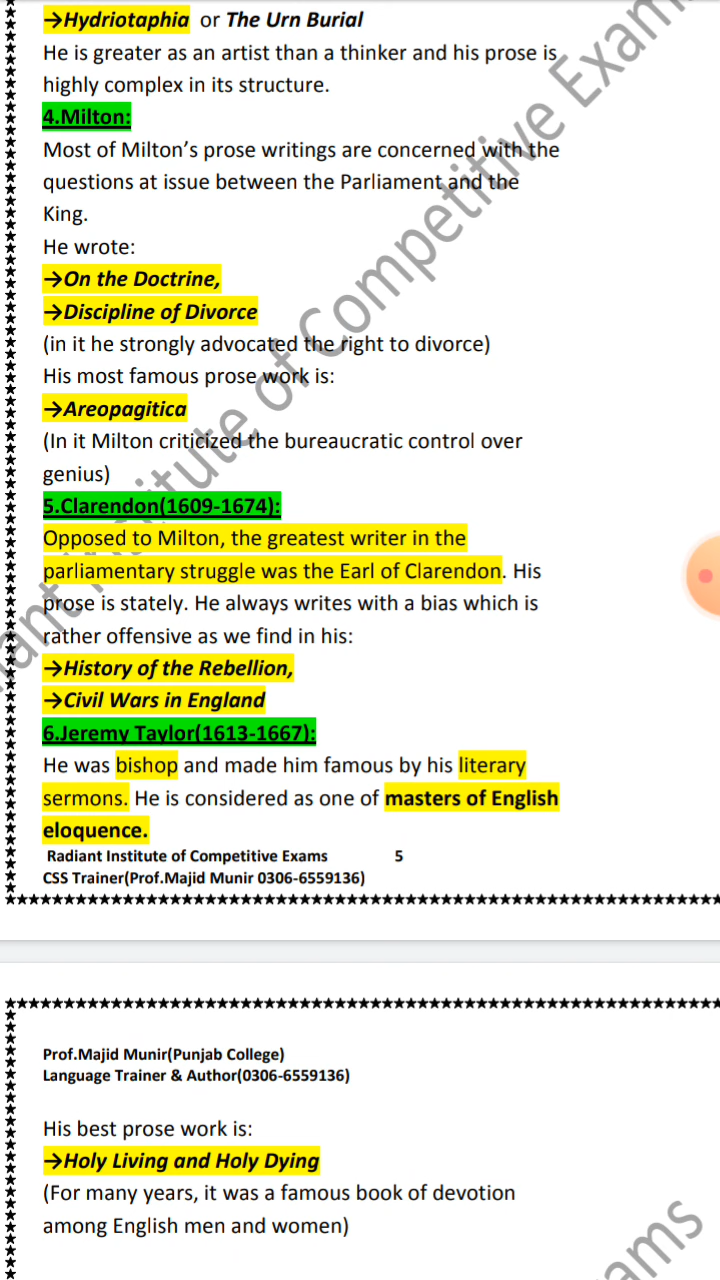 →Hydriotaphia or The Urn Burial
He is greater as an artist than a thinker and his prose is
highly complex in its structure.
4.Milton:
Most of Milton’s prose writings are concerned with the
questions at issue between the Parliament and the
King.
He wrote:
→On the Doctrine,
→Discipline of Divorce
(in it he strongly advocated the right to divorce)
His most famous prose work is:
→Areopagitica
(In it Milton criticized the bureaucratic control over
genius)
5.Clarendon(1609-1674):
Opposed to Milton, the greatest writer in the
parliamentary struggle was the Earl of Clarendon. His
prose is stately. He always writes with a bias which is
rather offensive as we find in his:
→History of the Rebellion,
→Civil Wars in England
6.Jeremy Taylor(1613-1667):
He was bishop and made him famous by his literary
sermons. He is considered as one of masters of English
eloquence.
Radiant Institute of Competitive Exams 5
CSS Trainer(Prof.Majid Munir 0306-6559136)
Prof.Majid Munir(Punjab College)
Language Trainer & Author(0306-6559136)
His best prose work is:
→Holy Living and Holy Dying
(For many years, it was a famous book of devotion
among English men and women)